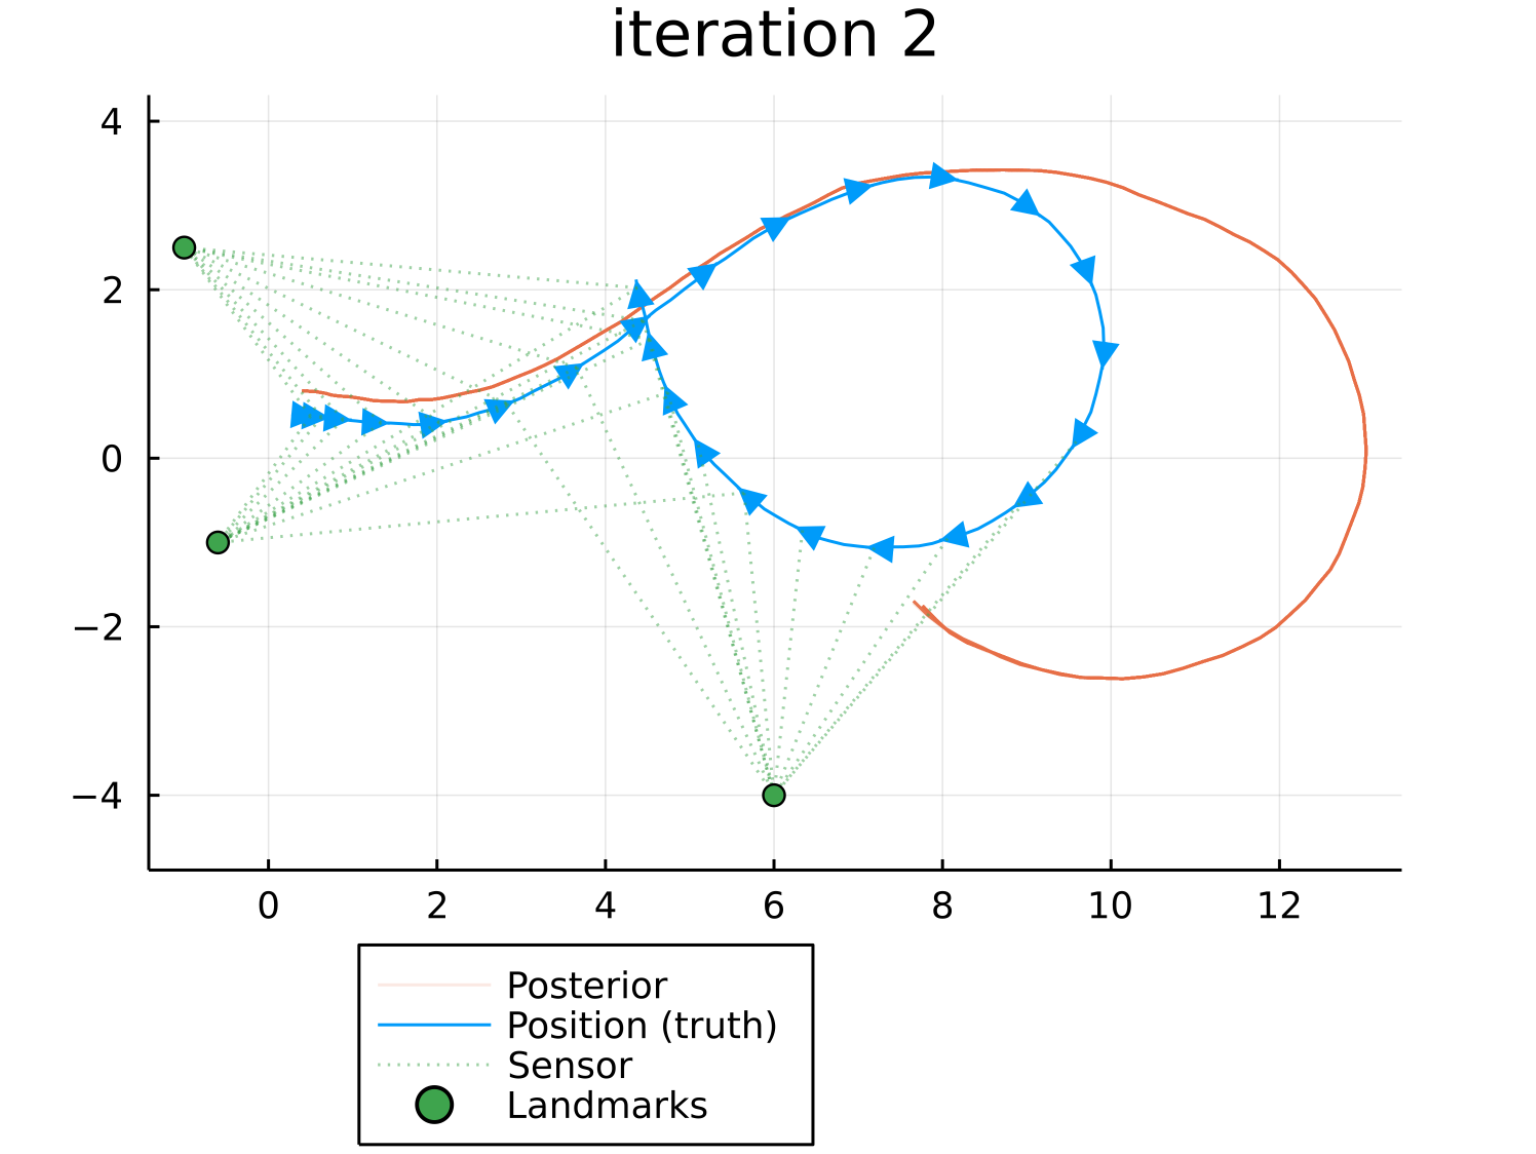 iteration 2
4
2
0
−2
−4
0 2 4 6 8 10 12
Posterior
Position (truth)
Sensor
Landmarks